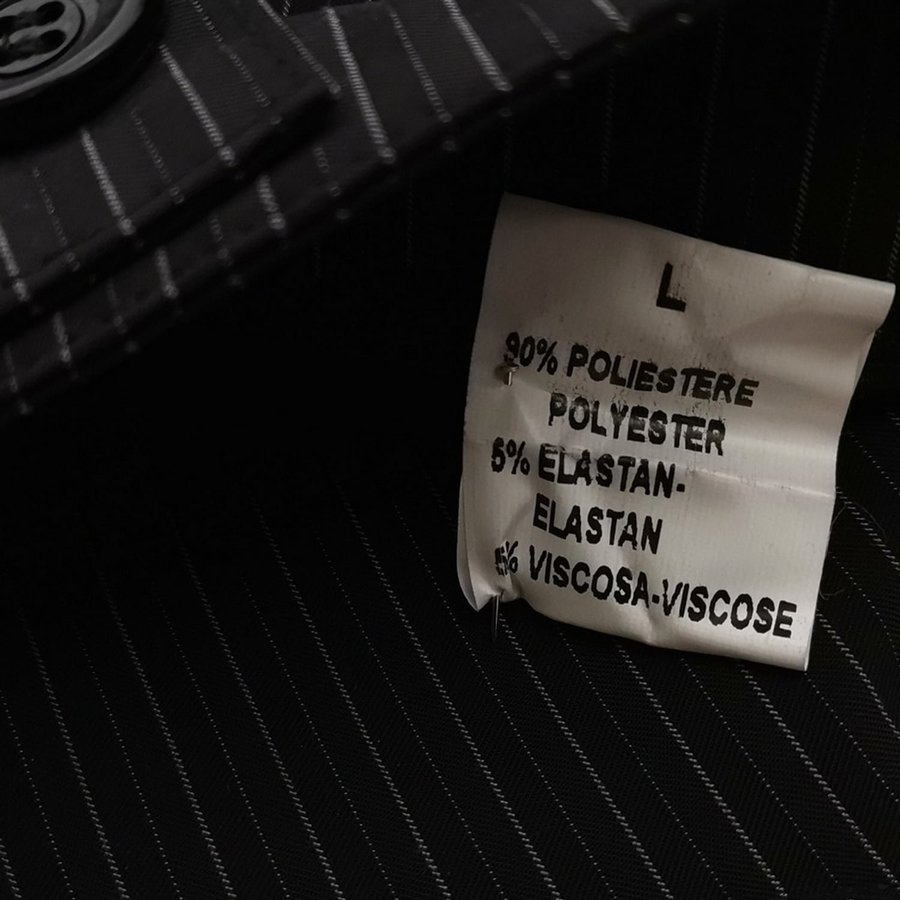 L
90% POLIESTERE
POLYESTER
5% ELASTAN-
ELASTAN
5% VISCOSA-VISCOSE